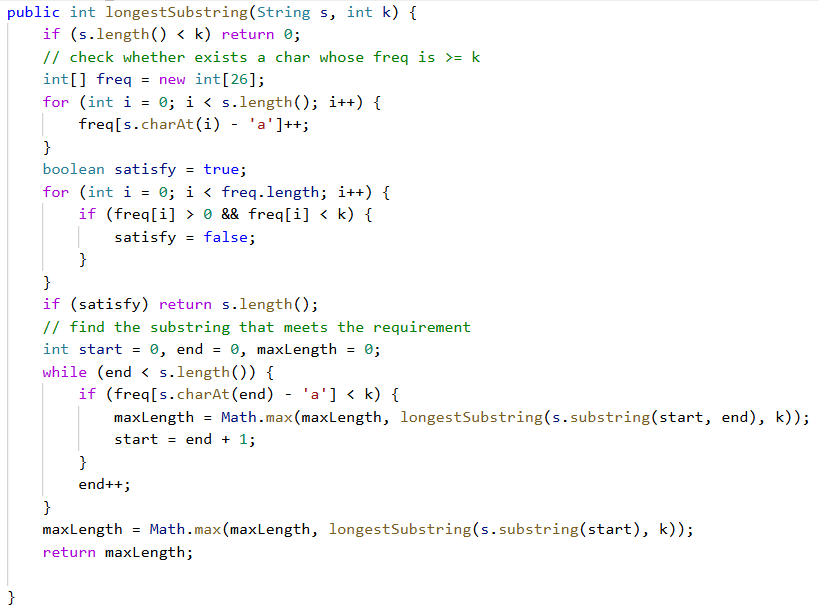 public int longestSubstring(String s, int k) {
    if (s.length() < k) return 0;
    // check whether exists a char whose freq is >= k
    int[] freq = new int[26];
    for (int i = 0; i < s.length(); i++) {
        freq[s.charAt(i) - 'a']++;
    }
    boolean satisfy = true;
    for (int i = 0; i < freq.length; i++) {
        if (freq[i] > 0 && freq[i] < k) {
            satisfy = false;
        }
    }
    if (satisfy) return s.length();
    // find the substring that meets the requirement
    int start = 0, end = 0, maxLength = 0;
    while (end < s.length()) {
        if (freq[s.charAt(end) - 'a'] < k) {
            maxLength = Math.max(maxLength, longestSubstring(s.substring(start, end), k));
            start = end + 1;
        }
        end++;
    }
    maxLength = Math.max(maxLength, longestSubstring(s.substring(start), k));
    return maxLength;
}